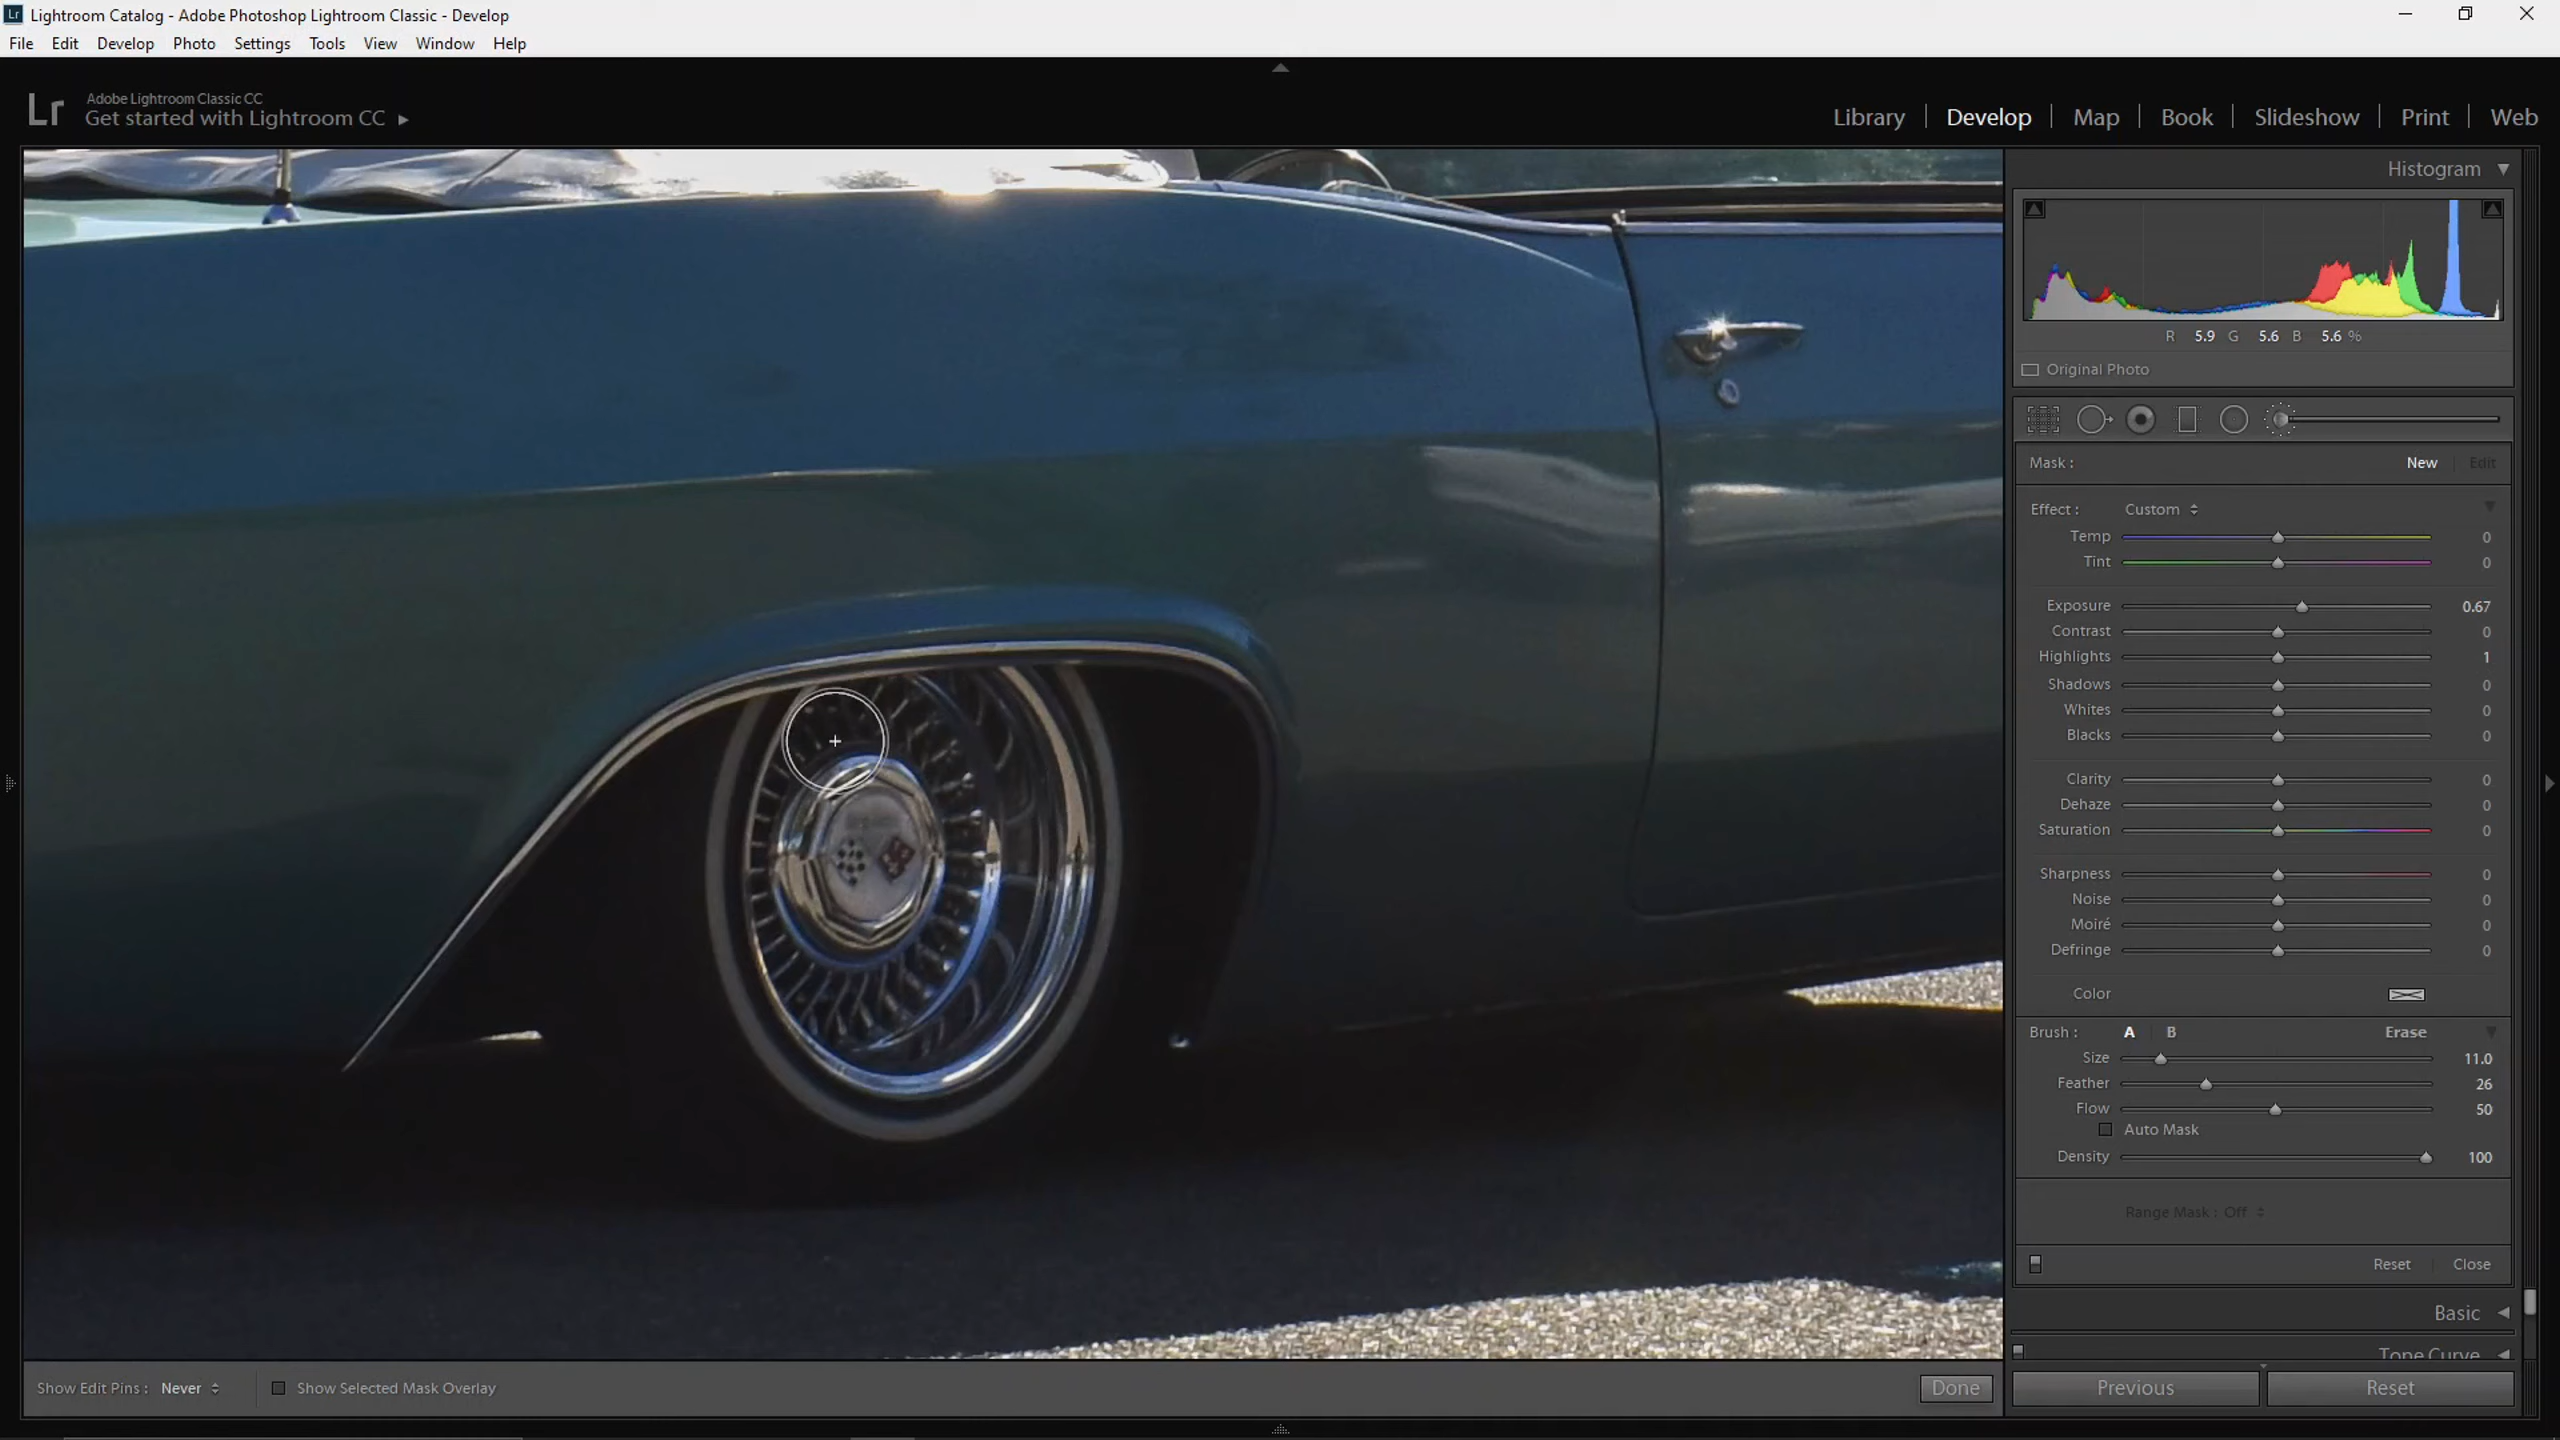 Lr Lightroom Catalog - Adobe Photoshop Lightroom Classic - Develop
File Edit Develop Photo Settings Tools View Window Help
Lr Adobe Lightroom Classic CC
Get started with Lightroom CC ▸
Library | Develop | Map | Book | Slideshow | Print | Web
Histogram
R 5.9 G 5.6 B 5.6 %
Original Photo
Mask : New Edit
Effect : Custom
Temp 0
Tint 0
Exposure 0.67
Contrast 0
Highlights 1
Shadows 0
Whites 0
Blacks 0
Clarity 0
Dehaze 0
Saturation 0
Sharpness 0
Noise 0
Moiré 0
Defringe 0
Color
Brush : A B Erase
Size 11.0
Feather 26
Flow 50
Auto Mask
Density 100
Range Mask : Off
Reset Close
Basic
Tone Curve
Show Edit Pins : Never Show Selected Mask Overlay Done Previous Reset